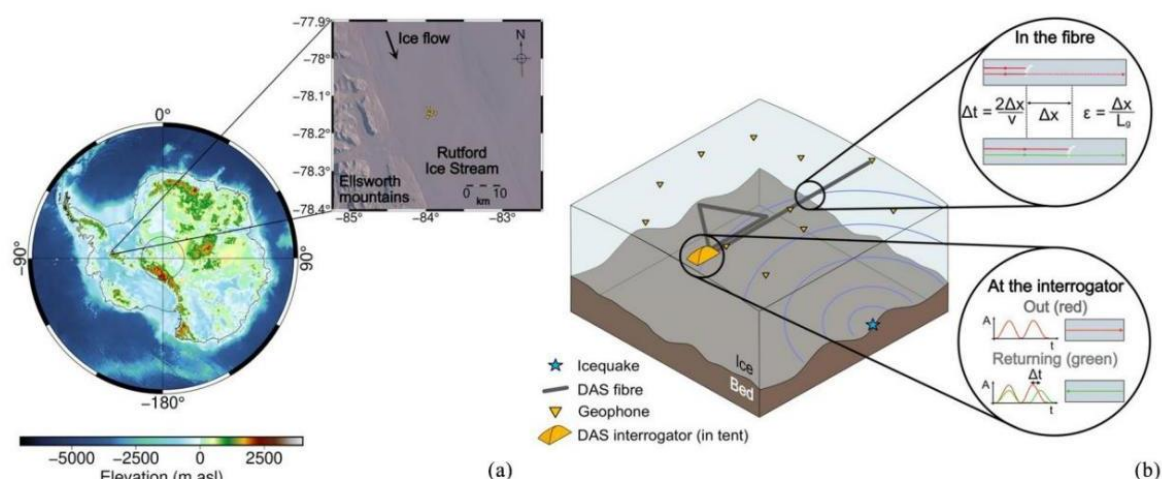 -77.9°
-78°
-78.1°
-78.2°
-78.3°
-78.4°
-85°
-84°
-83°
Ice flow
N
Rutford
Ice Stream
Ellsworth
mountains
0 10
km
0°
-90°
90°
-180°
-5000 -2500 0 2500
Elevation (m asl)
(a)
In the fibre
Δt = 2Δx / v
Δx
ε = Δx / Lg
At the interrogator
Out (red)
A
t
Returning (green)
Δt
A
t
Ice
Bed
Icequake
DAS fibre
Geophone
DAS interrogator (in tent)
(b)